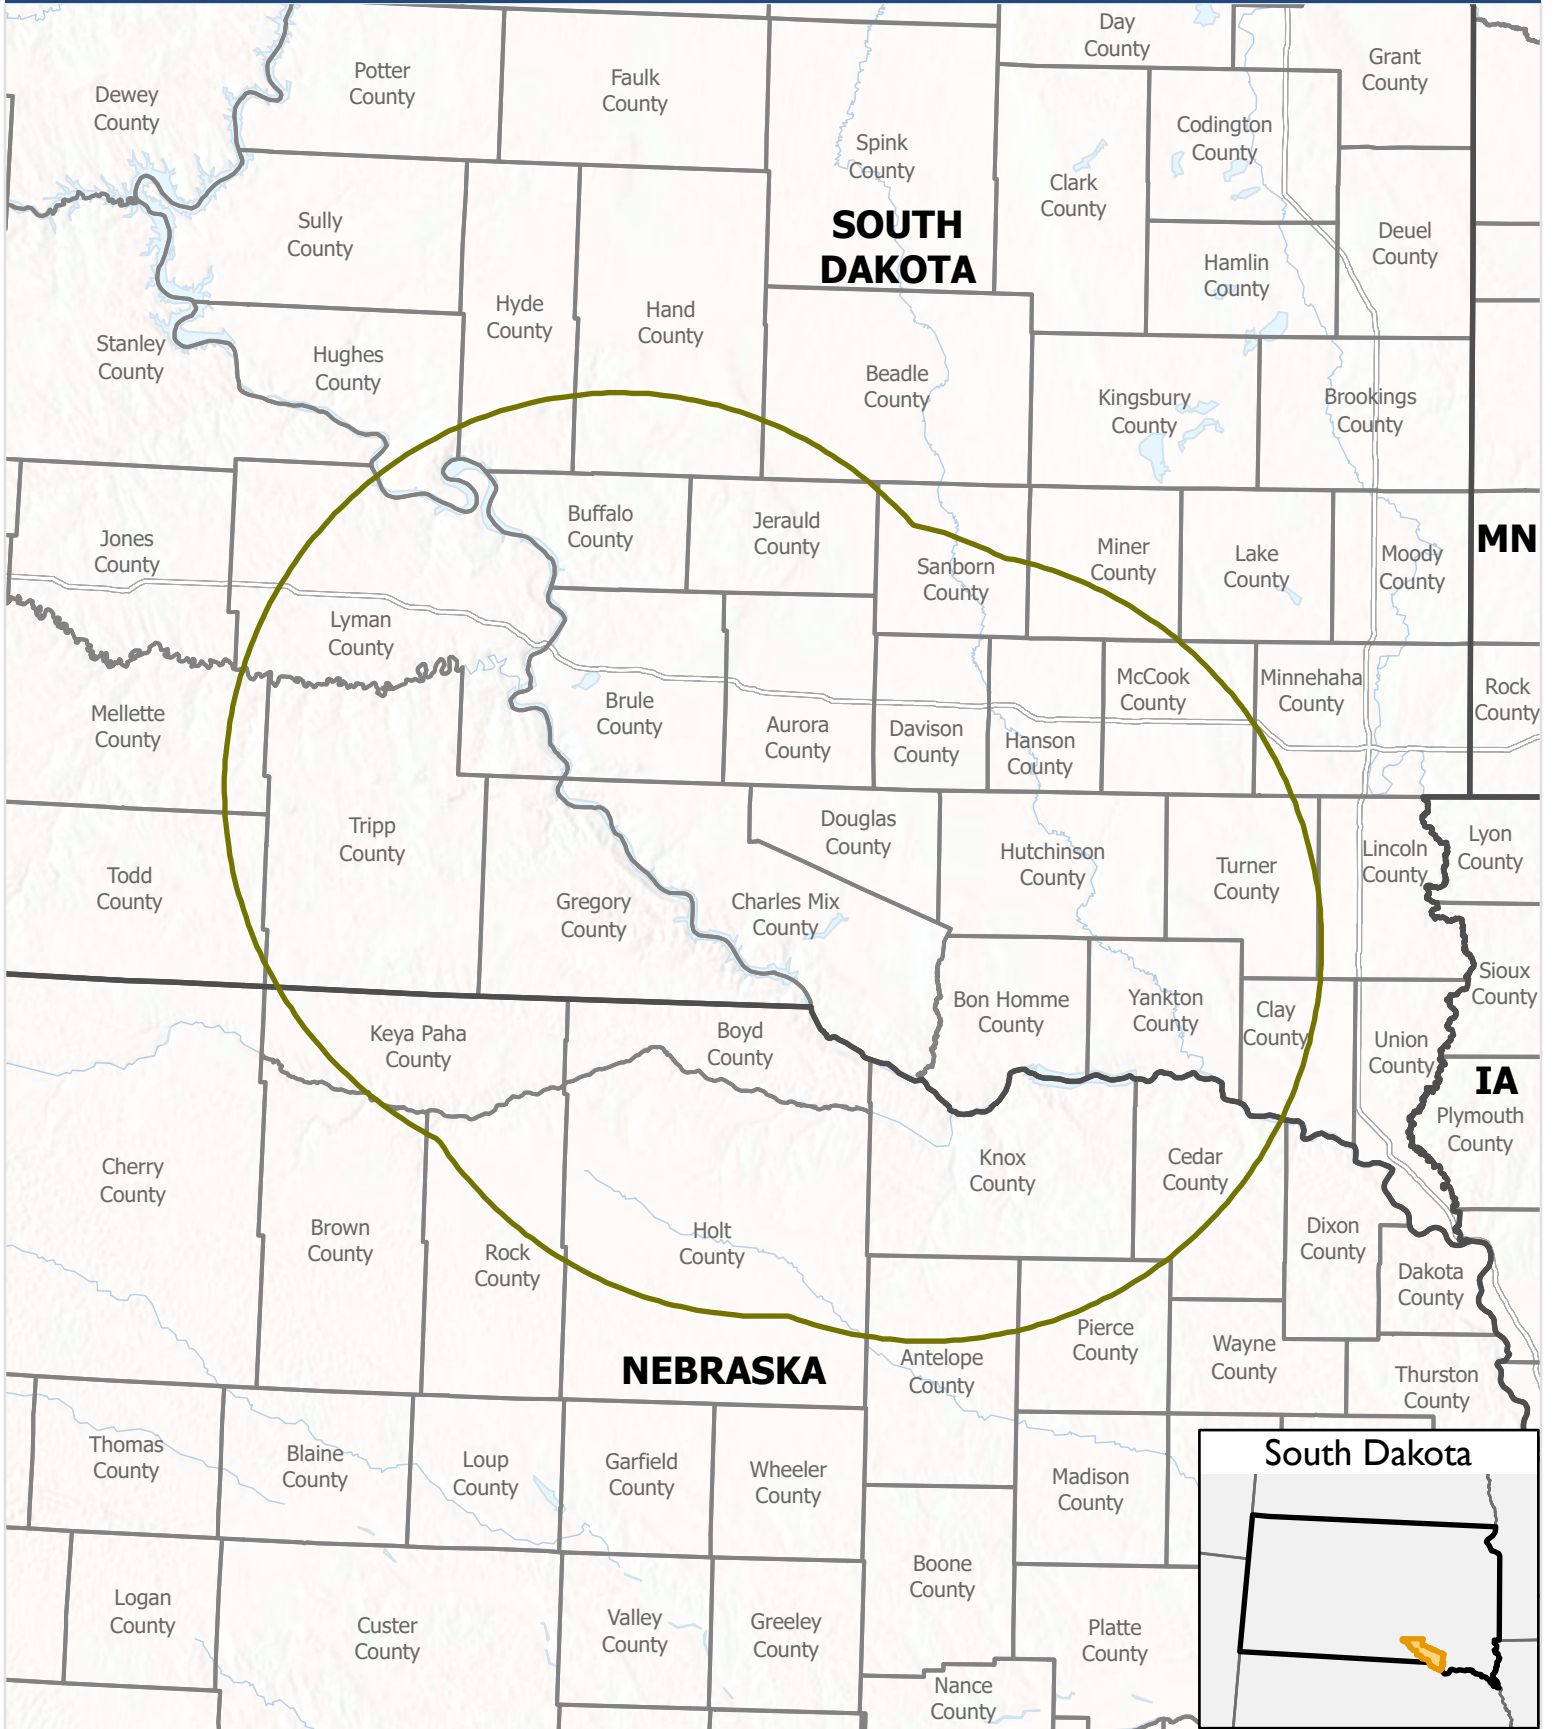 Day
County
Grant
County
Potter
County
Faulk
County
Dewey
County
Codington
County
Spink
County
Clark
County
Sully
County
SOUTH
DAKOTA
Deuel
County
Hamlin
County
Hyde
County
Hand
County
Stanley
County
Hughes
County
Beadle
County
Kingsbury
County
Brookings
County
Buffalo
County
Jerauld
County
Jones
County
Miner
County
Lake
County
Moody
County
MN
Sanborn
County
Lyman
County
McCook
County
Minnehaha
County
Rock
County
Mellette
County
Brule
County
Aurora
County
Davison
County
Hanson
County
Tripp
County
Douglas
County
Hutchinson
County
Turner
County
Lincoln
County
Lyon
County
Todd
County
Gregory
County
Charles Mix
County
Sioux
County
Bon Homme
County
Yankton
County
Clay
County
Keya Paha
County
Boyd
County
Union
County
IA
Plymouth
County
Cherry
County
Knox
County
Cedar
County
Brown
County
Rock
County
Holt
County
Dixon
County
Dakota
County
NEBRASKA
Antelope
County
Pierce
County
Wayne
County
Thurston
County
Thomas
County
Blaine
County
Loup
County
Garfield
County
Wheeler
County
Madison
County
South Dakota
Boone
County
Logan
County
Custer
County
Valley
County
Greeley
County
Platte
County
Nance
County